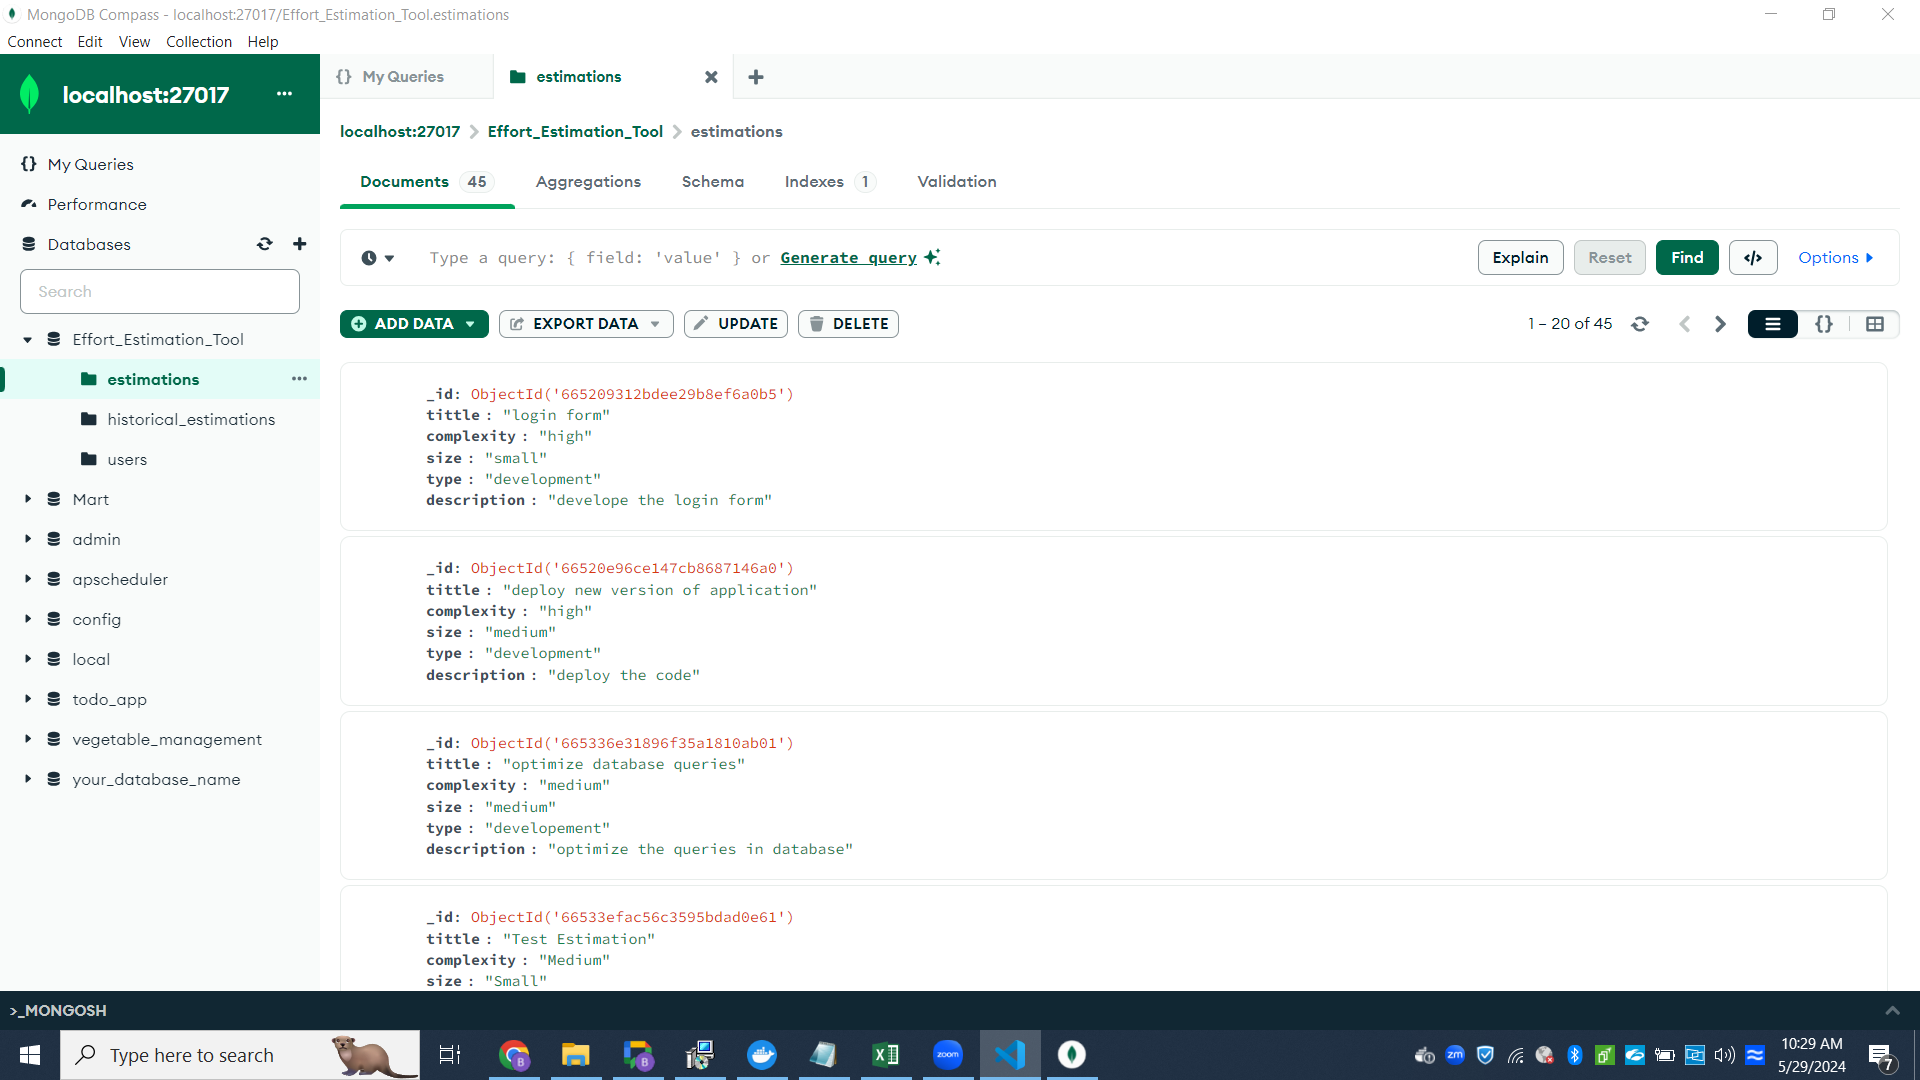 MongoDB Compass - localhost:27017/Effort_Estimation_Tool.estimations
Connect Edit View Collection Help
localhost:27017 ...
{} My Queries
estimations
localhost:27017 > Effort_Estimation_Tool > estimations
{} My Queries
Performance
Databases
Search
Effort_Estimation_Tool
estimations ...
historical_estimations
users
Mart
admin
apscheduler
config
local
todo_app
vegetable_management
your_database_name
Documents 45 Aggregations Schema Indexes 1 Validation
Type a query: { field: 'value' } or Generate query
Explain Reset Find </> Options
ADD DATA EXPORT DATA UPDATE DELETE
1 – 20 of 45 {}
_id: ObjectId('665209312bdee29b8ef6a0b5')
tittle : "login form"
complexity : "high"
size : "small"
type : "development"
description : "develope the login form"
_id: ObjectId('66520e96ce147cb8687146a0')
tittle : "deploy new version of application"
complexity : "high"
size : "medium"
type : "development"
description : "deploy the code"
_id: ObjectId('665336e31896f35a1810ab01')
tittle : "optimize database queries"
complexity : "medium"
size : "medium"
type : "developement"
description : "optimize the queries in database"
_id: ObjectId('66533efac56c3595bdad0e61')
tittle : "Test Estimation"
complexity : "Medium"
size : "Small"
>_MONGOSH
Type here to search
B
B
zoom
zm
10:29 AM
5/29/2024
7